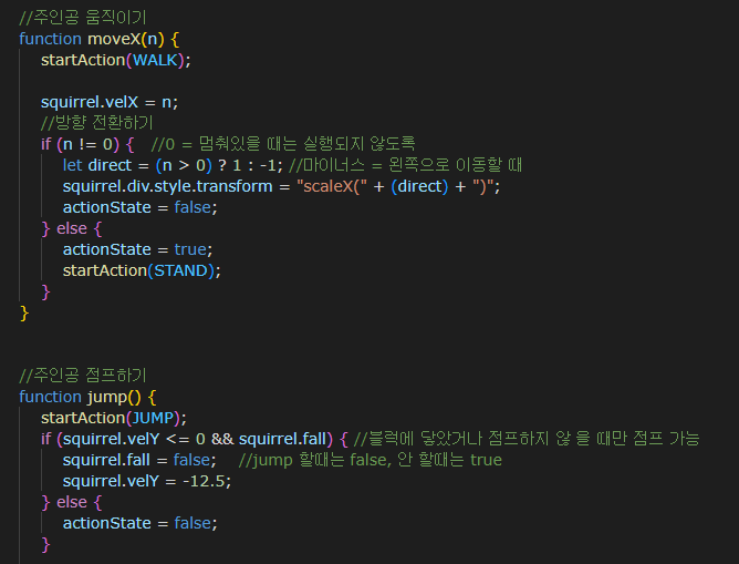 //주인공 움직이기
function moveX(n) {
startAction(WALK);
squirrel.velX = n;
//방향 전환하기
if (n != 0) { //0 = 멈춰있을 때는 실행되지 않도록
let direct = (n > 0) ? 1 : -1; //마이너스 = 왼쪽으로 이동할 때
squirrel.div.style.transform = "scaleX(" + (direct) + ")";
actionState = false;
} else {
actionState = true;
startAction(STAND);
}
}
//주인공 점프하기
function jump() {
startAction(JUMP);
if (squirrel.velY <= 0 && squirrel.fall) { //블럭에 닿았거나 점프하지 않 을 때만 점프 가능
squirrel.fall = false; //jump 할때는 false, 안 할때는 true
squirrel.velY = -12.5;
} else {
actionState = false;
}